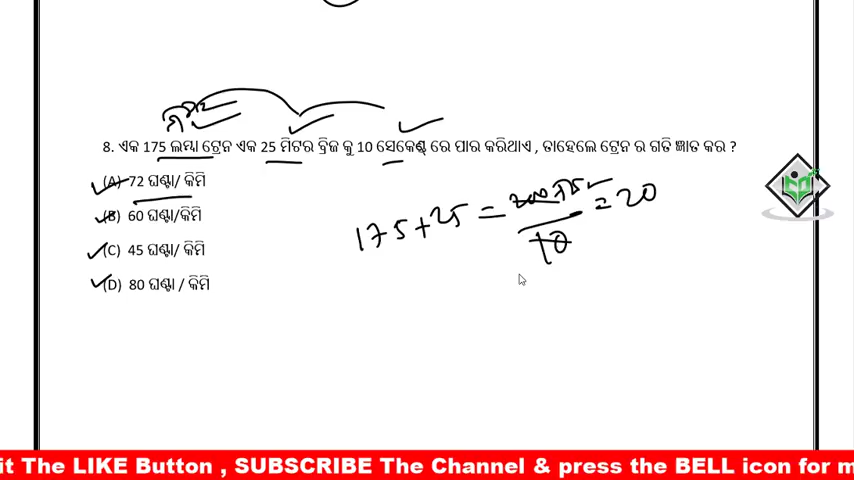 8. ଏକ 175 ଲମ୍ବା ଟ୍ରେନ ଏକ 25 ମିଟର ବ୍ରିଜ କୁ 10 ସେକେଣ୍ଡ୍ ରେ ପାର କରିଥାଏ , ତାହେଲେ ଟ୍ରେନ ର ଗତି ଜ୍ଞାତ କର ?
(A) 72 ଘଣ୍ଟା/ କିମି
(B) 60 ଘଣ୍ଟା/କିମି
(C) 45 ଘଣ୍ଟା/ କିମି
(D) 80 ଘଣ୍ଟା / କିମି
175+25 = 200 / 10 = 20
it The LIKE Button , SUBSCRIBE The Channel & press the BELL icon for m